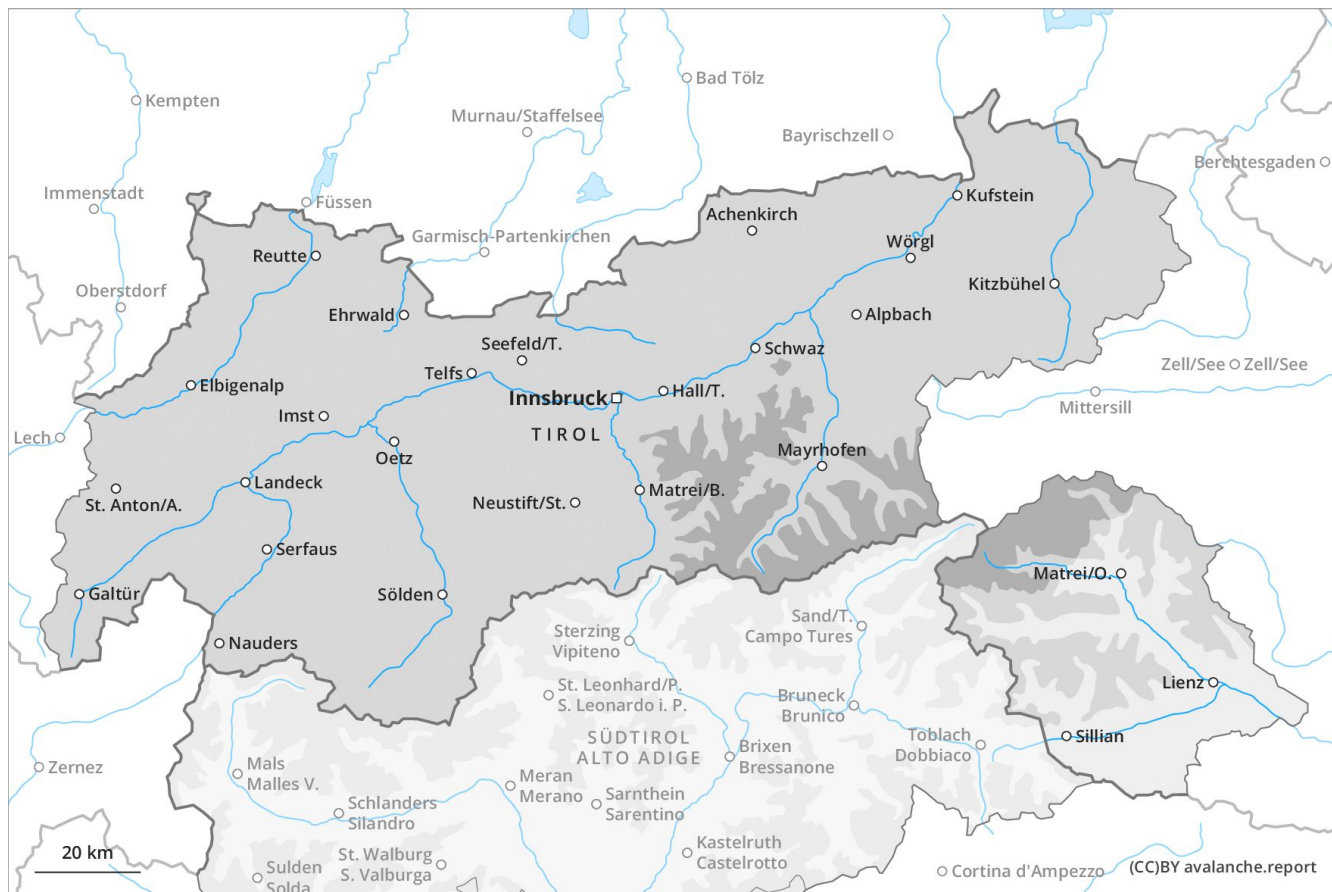 Kempten
Bad Tölz
Murnau/Staffelsee
Bayrischzell
Berchtesgaden
Immenstadt
Füssen
Kufstein
Achenkirch
Garmisch-Partenkirchen
Wörgl
Reutte
Kitzbühel
Oberstdorf
Ehrwald
Alpbach
Seefeld/T.
Schwaz
Zell/See
Zell/See
Telfs
Elbigenalp
Hall/T.
Innsbruck
Mittersill
Imst
TIROL
Lech
Oetz
Mayrhofen
Landeck
Matrei/B.
St. Anton/A.
Neustift/St.
Serfaus
Matrei/O.
Galtür
Sölden
Sand/T.
Campo Tures
Sterzing
Vipiteno
Nauders
Lienz
St. Leonhard/P.
S. Leonardo i. P.
Bruneck
Brunico
SÜDTIROL
ALTO ADIGE
Toblach
Dobbiaco
Sillian
Brixen
Bressanone
Zernez
Mals
Malles V.
Meran
Merano
Sarnthein
Sarentino
Schlanders
Silandro
Kastelruth
Castelrotto
20 km
St. Walburg
S. Valburga
Sulden
Solda
Cortina d'Ampezzo
(CC)BY avalanche.report